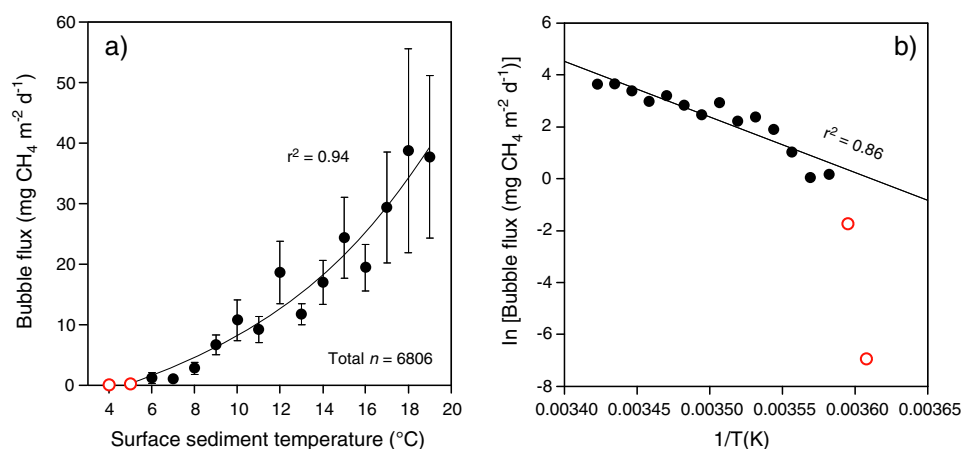 a)
Bubble flux (mg CH₄ m⁻² d⁻¹)
60
50
40
30
20
10
0
r² = 0.94
Total n = 6806
4 6 8 10 12 14 16 18 20
Surface sediment temperature (°C)
b)
ln [Bubble flux (mg CH₄ m⁻² d⁻¹)]
6
4
2
0
-2
-4
-6
-8
r² = 0.86
0.00340 0.00345 0.00350 0.00355 0.00360 0.00365
1/T(K)